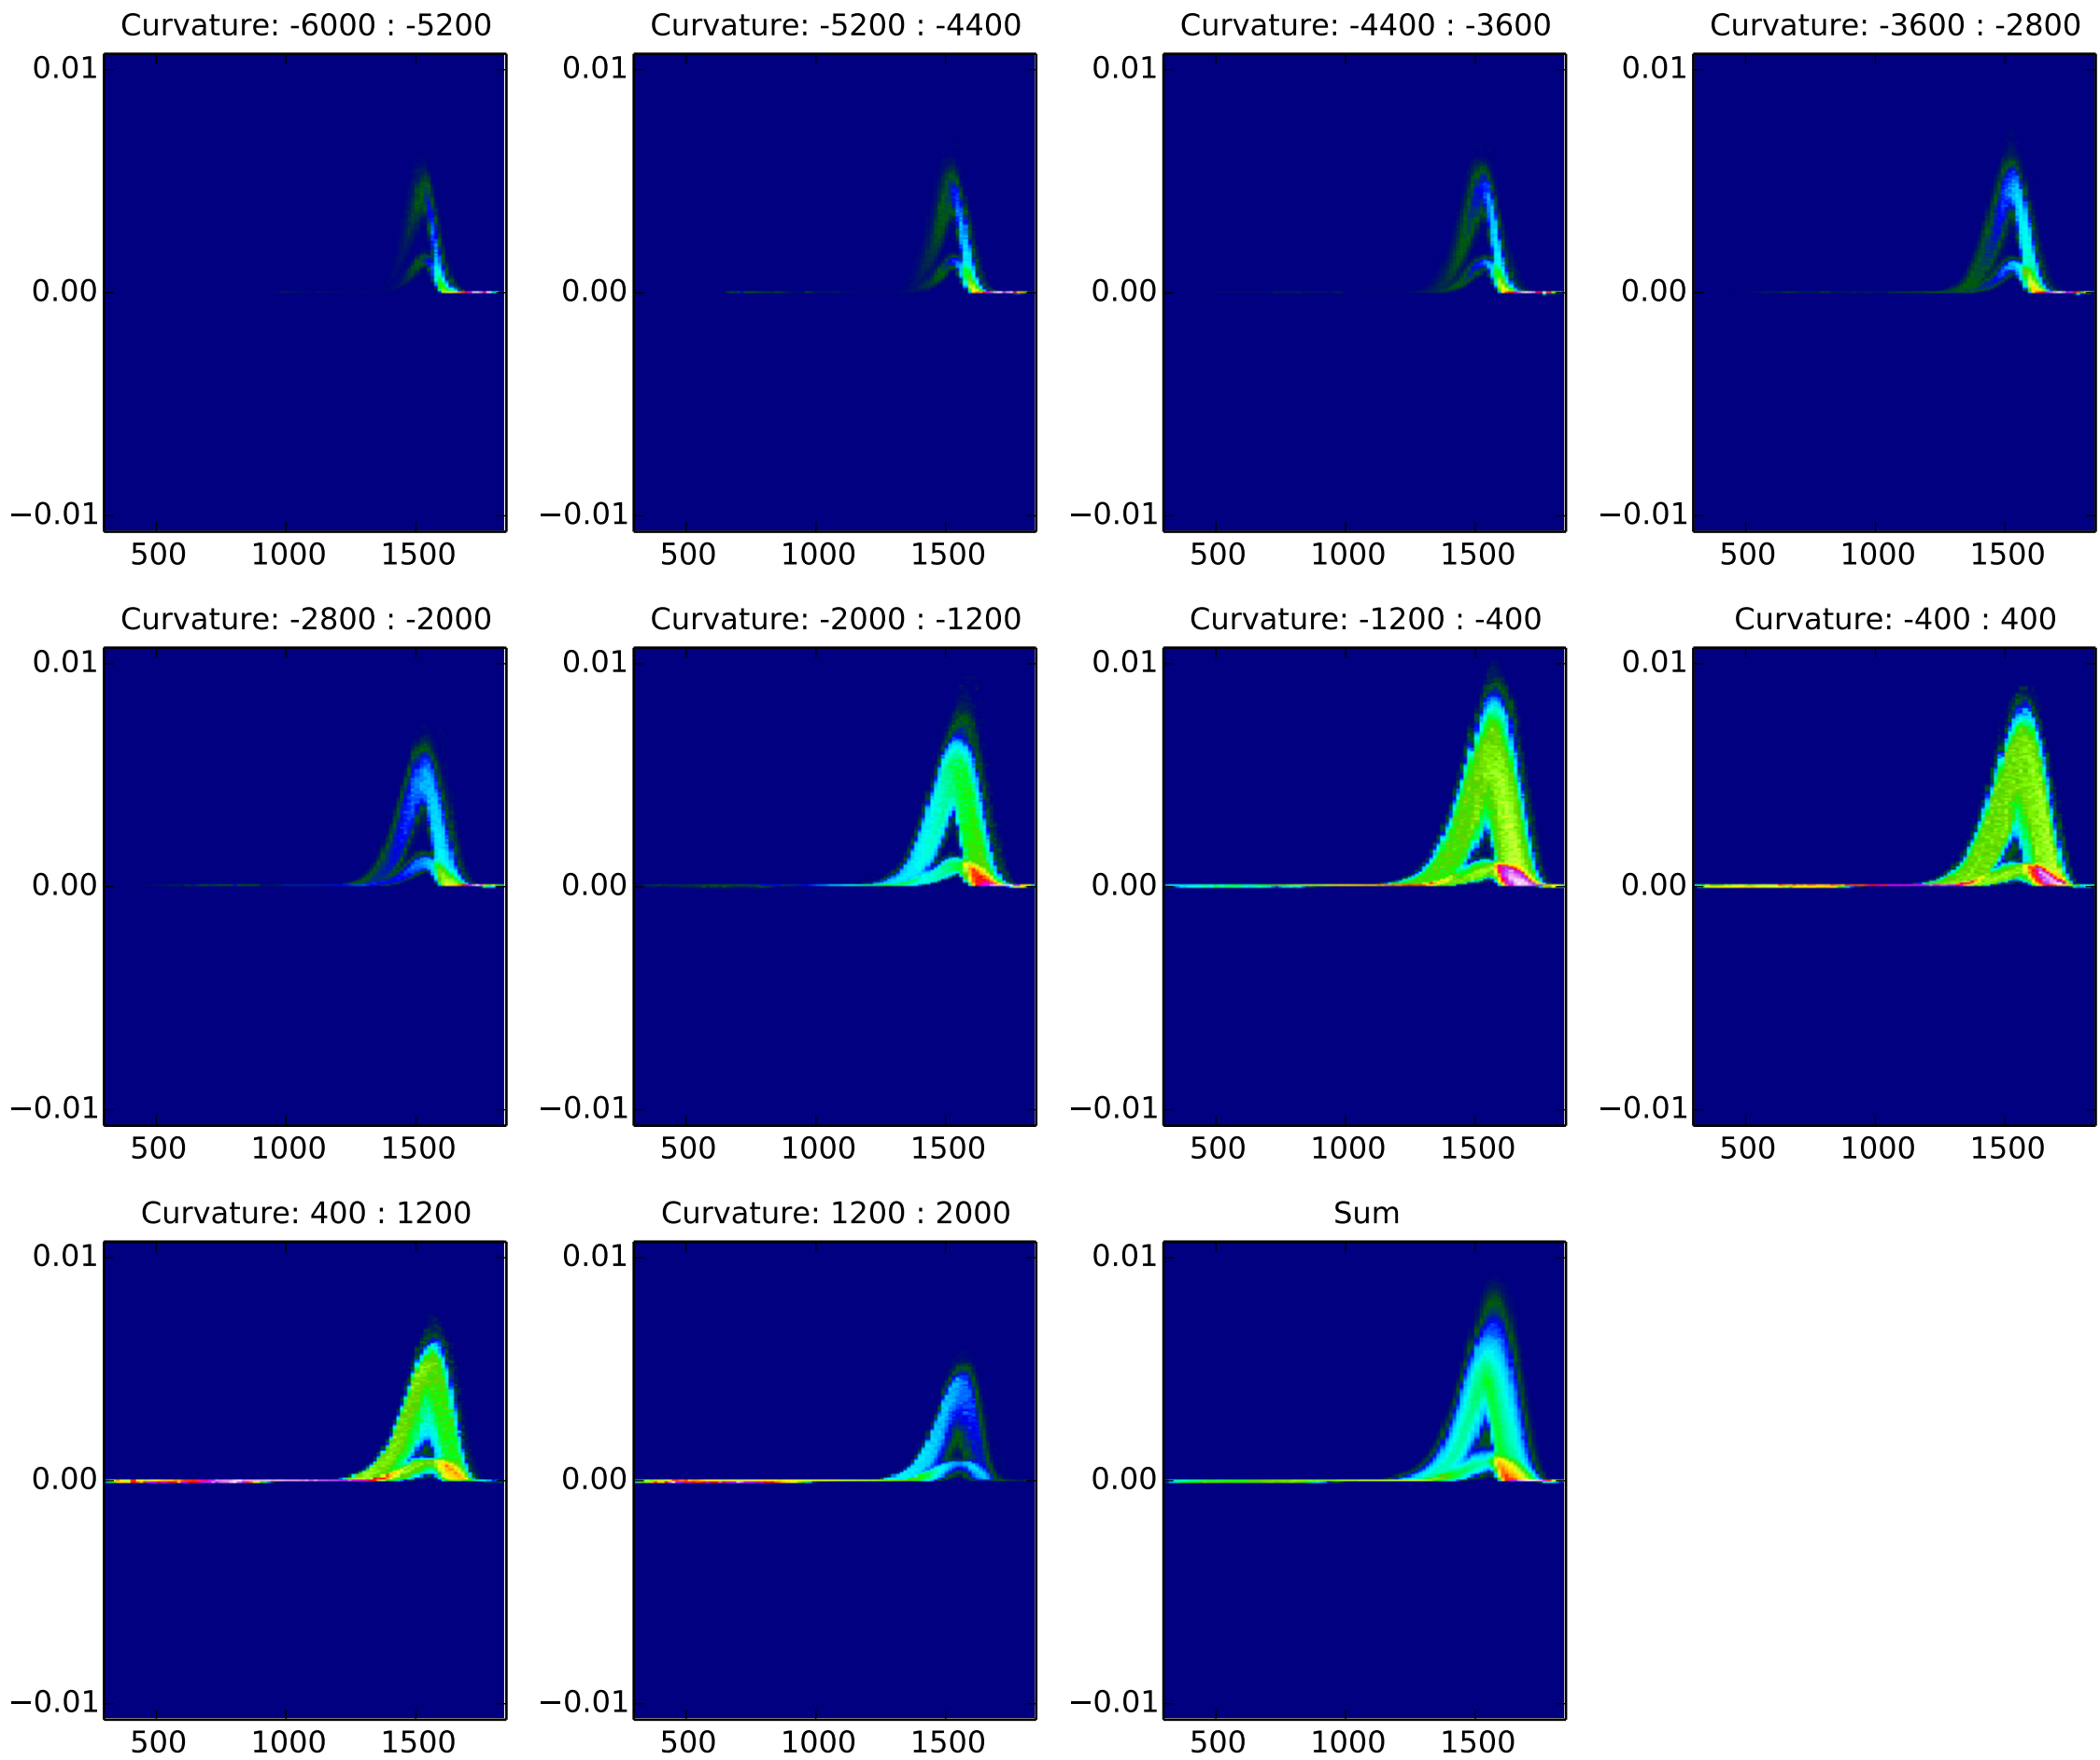 Curvature: -6000 : -5200 Curvature: -5200 : -4400 Curvature: -4400 : -3600 Curvature: -3600 : -2800
0.01 0.01 0.01 0.01
0.00 0.00 0.00 0.00
−0.01 −0.01 −0.01 −0.01
500 1000 1500 500 1000 1500 500 1000 1500 500 1000 1500
Curvature: -2800 : -2000 Curvature: -2000 : -1200 Curvature: -1200 : -400 Curvature: -400 : 400
0.01 0.01 0.01 0.01
0.00 0.00 0.00 0.00
−0.01 −0.01 −0.01 −0.01
500 1000 1500 500 1000 1500 500 1000 1500 500 1000 1500
Curvature: 400 : 1200 Curvature: 1200 : 2000 Sum
0.01 0.01 0.01
0.00 0.00 0.00
−0.01 −0.01 −0.01
500 1000 1500 500 1000 1500 500 1000 1500